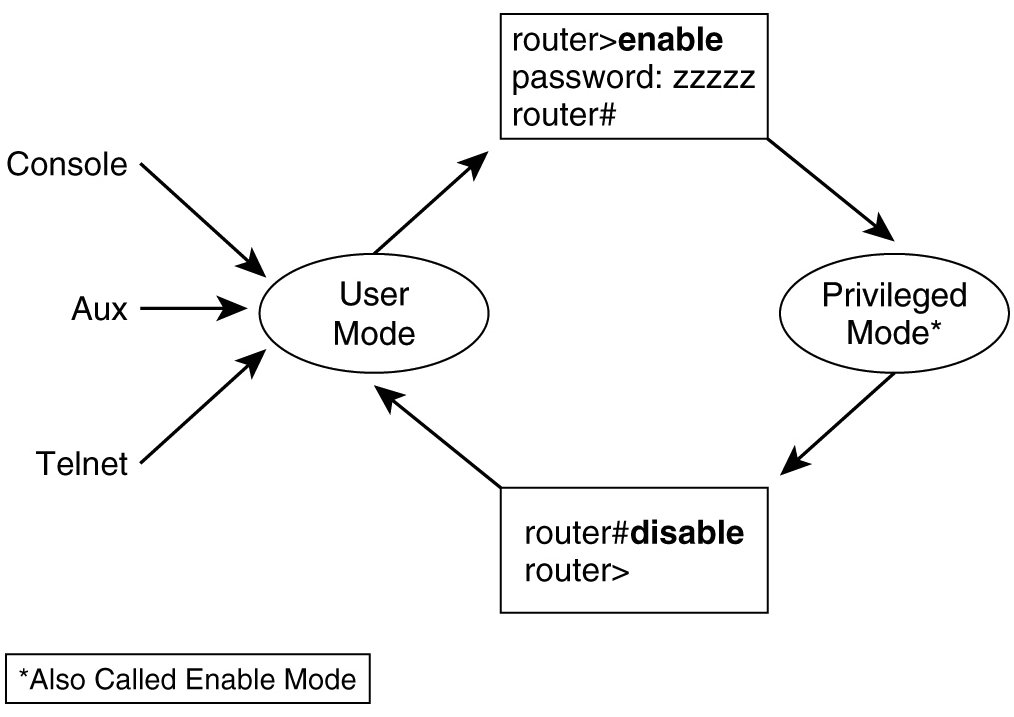 router>enable
password: zzzzz
router#
Console
Aux
Telnet
User
Mode
Privileged
Mode*
router#disable
router>
*Also Called Enable Mode